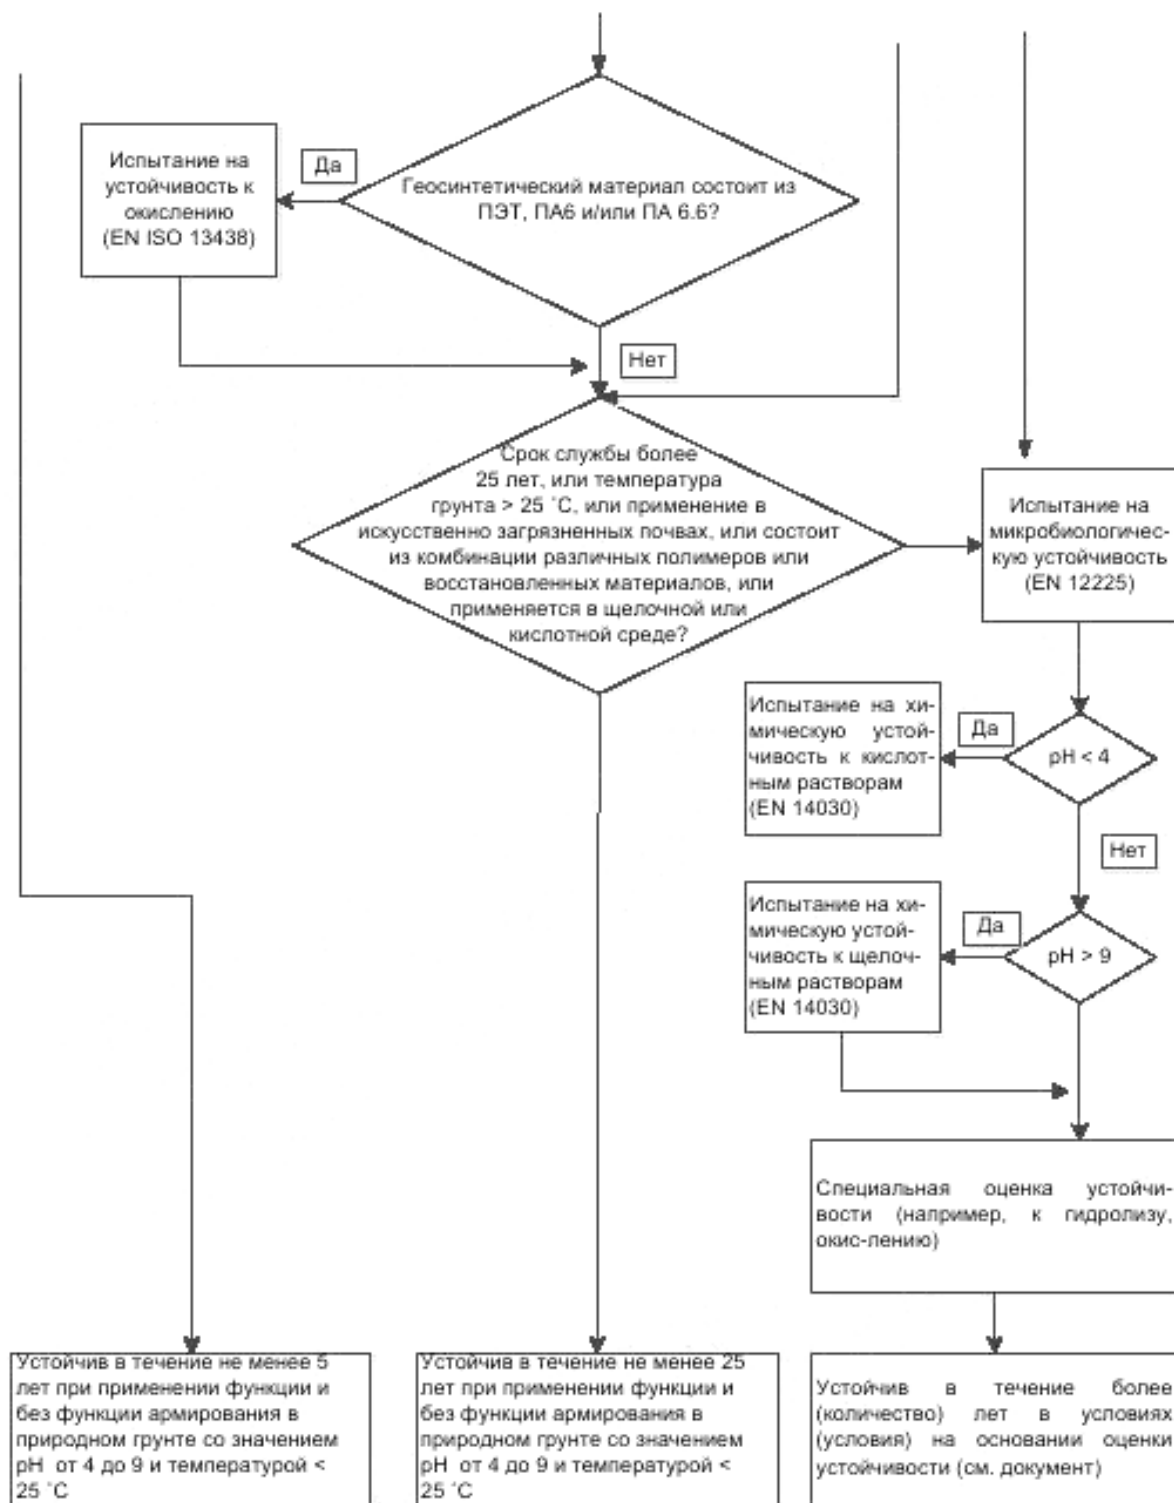 Испытание на
устойчивость к
окислению
(EN ISO 13438)
Да
Геосинтетический материал состоит из
ПЭТ, ПА6 и/или ПА 6.6?
Нет
Срок службы более
25 лет, или температура
грунта > 25 ˚С, или применение в
искусственно загрязненных почвах, или состоит
из комбинации различных полимеров или
восстановленных материалов, или
применяется в щелочной или
кислотной среде?
Испытание на
микробиологичес-
кую устойчивость
(EN 12225)
Испытание на хи-
мическую устой-
чивость к кислот-
ным растворам
(EN 14030)
Да
pH < 4
Нет
Испытание на хи-
мическую устой-
чивость к щелоч-
ным растворам
(EN 14030)
Да
pH > 9
Специальная оценка устойчи-
вости (например, к гидролизу,
окис-лению)
Устойчив в течение не менее 5
лет при применении функции и
без функции армирования в
природном грунте со значением
pH от 4 до 9 и температурой <
25 ˚С
Устойчив в течение не менее 25
лет при применении функции и
без функции армирования в
природном грунте со значением
pH от 4 до 9 и температурой <
25 ˚С
Устойчив в течение более
(количество) лет в условиях
(условия) на основании оценки
устойчивости (см. документ)